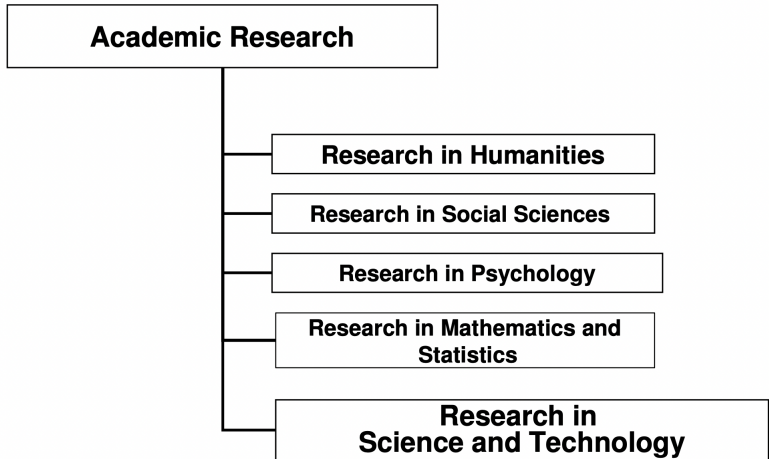 Academic Research
Research in Humanities
Research in Social Sciences
Research in Psychology
Research in Mathematics and
Statistics
Research in
Science and Technology